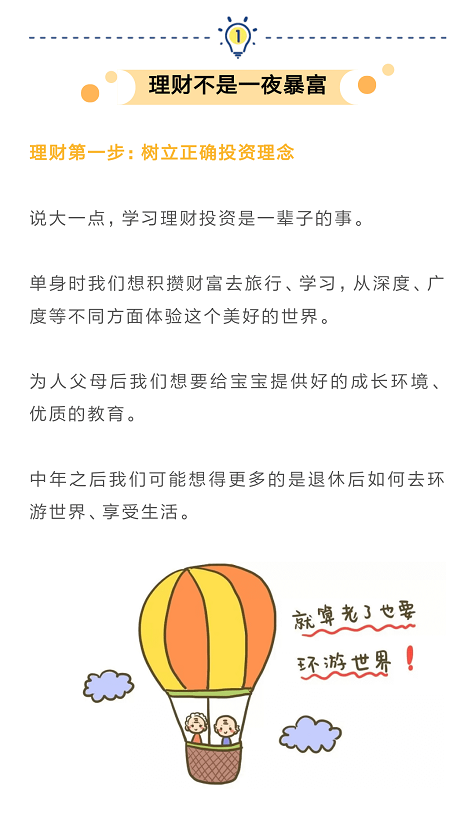 1
理财不是一夜暴富
理财第一步：树立正确投资理念
说大一点，学习理财投资是一辈子的事。
单身时我们想积攒财富去旅行、学习，从深度、广
度等不同方面体验这个美好的世界。
为人父母后我们想要给宝宝提供好的成长环境、
优质的教育。
中年之后我们可能想得更多的是退休后如何去环
游世界、享受生活。
就算老了也要
环游世界！